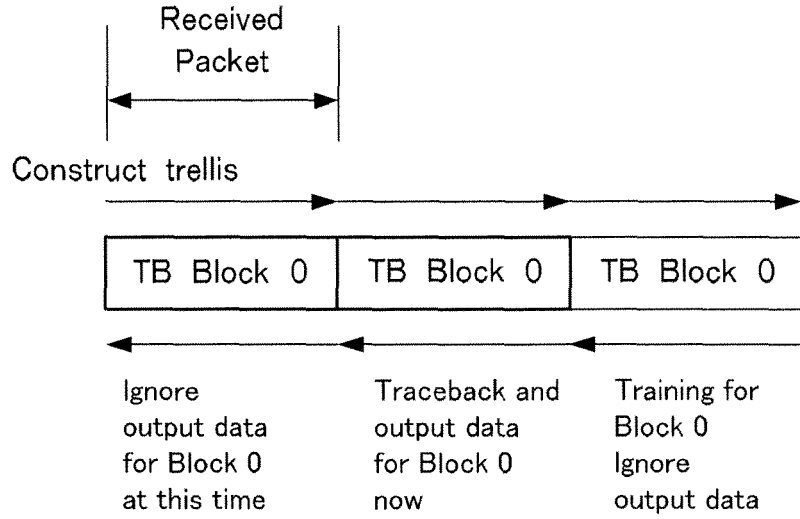 Received
Packet
Construct trellis
TB Block 0
TB Block 0
TB Block 0
Ignore
output data
for Block 0
at this time
Traceback and
output data
for Block 0
now
Training for
Block 0
Ignore
output data